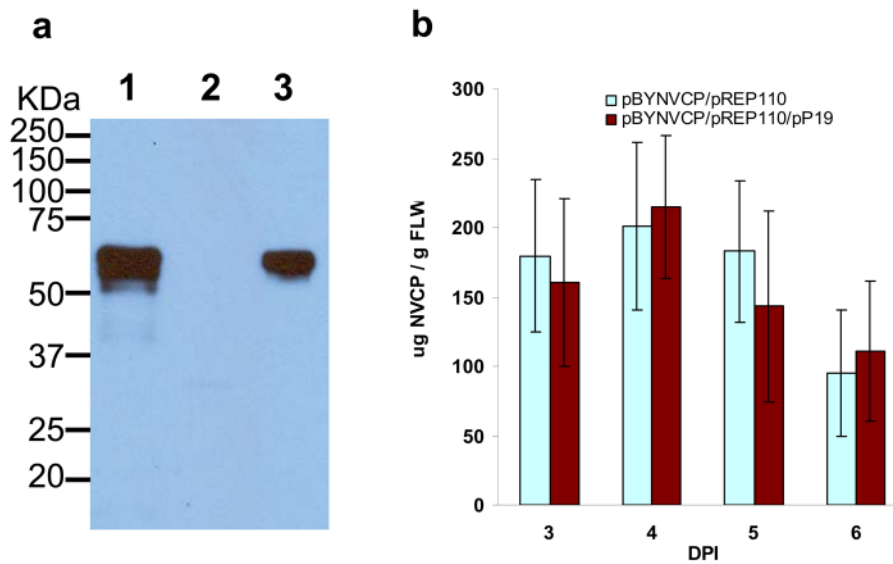 a
1 2 3
KDa
250
150
100
75
50
37
25
20
b
pBYNVCP/pREP110
pBYNVCP/pREP110/pP19
ug NVCP / g FLW
300
250
200
150
100
50
0
3 4 5 6
DPI